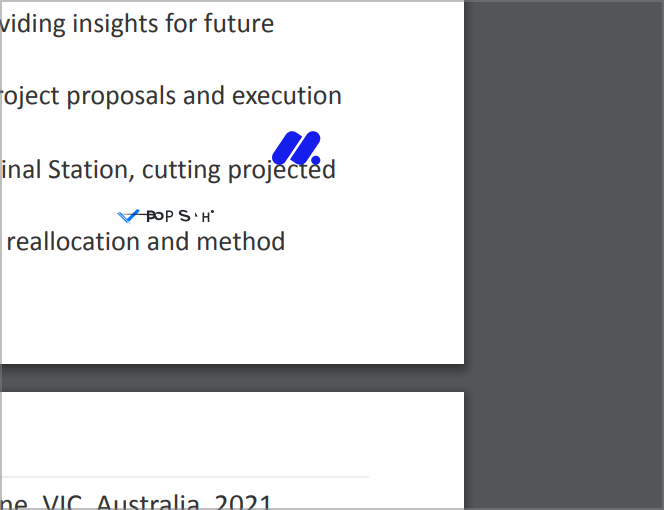 viding insights for future
roject proposals and execution
inal Station, cutting projected
POP S
reallocation and method
ne, VIC, Australia, 2021